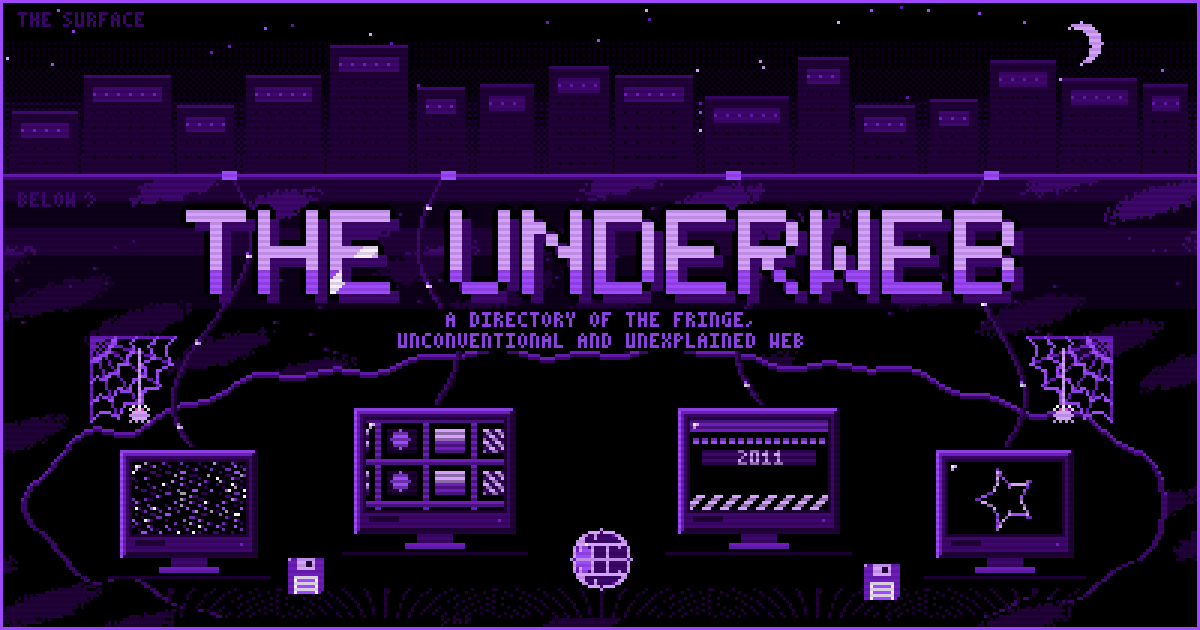 THE SURFACE
BELOW >
THE UNDERWEB
A DIRECTORY OF THE FRINGE,
UNCONVENTIONAL AND UNEXPLAINED WEB
2011